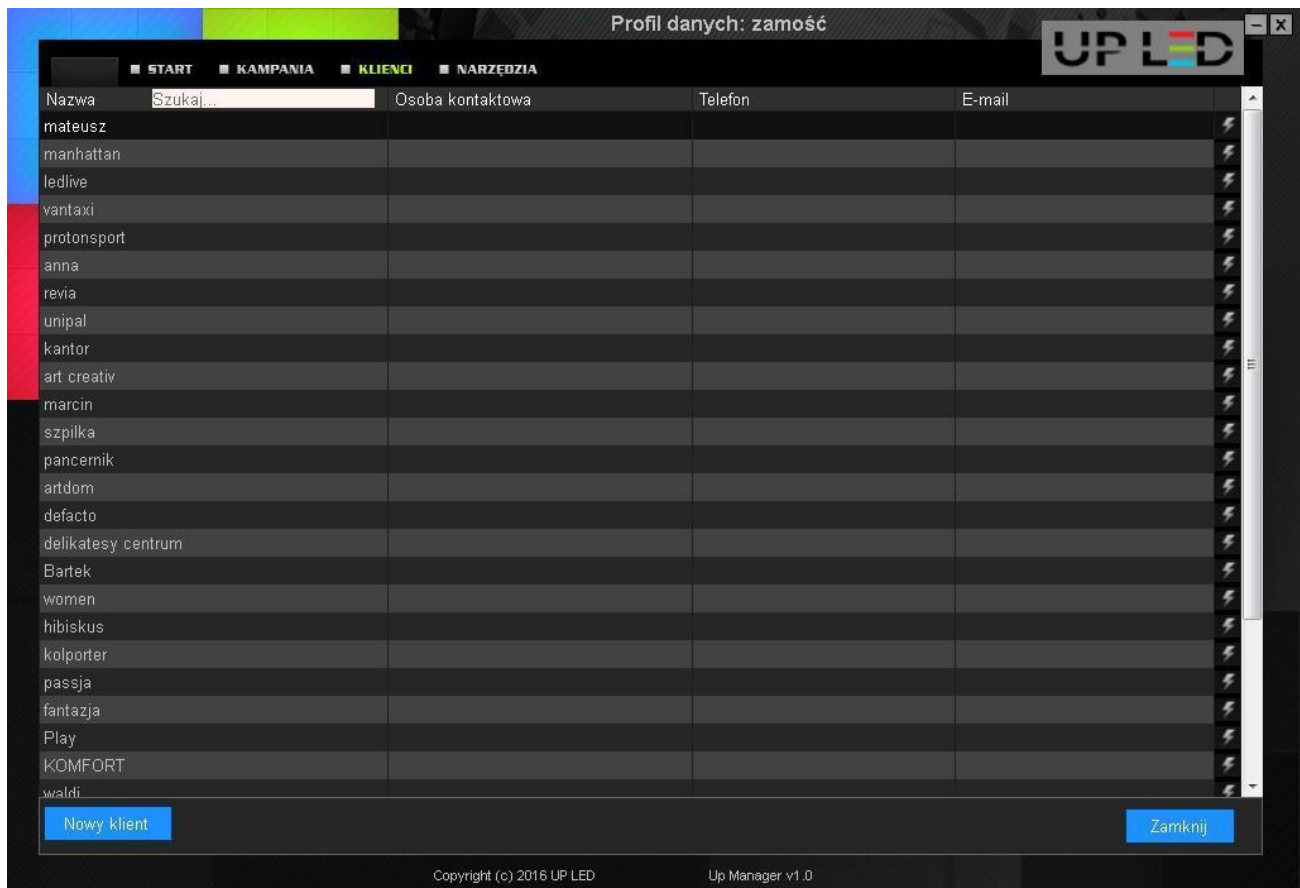 Profil danych: zamość
UP LED
START KAMPANIA KLIENCI NARZĘDZIA
Nazwa Szukaj... Osoba kontaktowa Telefon E-mail
mateusz
manhattan
ledlive
vantaxi
protonsport
anna
revia
unipal
kantor
art creativ
marcin
szpilka
pancernik
artdom
defacto
delikatesy centrum
Bartek
women
hibiskus
kolporter
passja
fantazja
Play
KOMFORT
waldi
Nowy klient Zamknij
Copyright (c) 2016 UP LED Up Manager v1.0